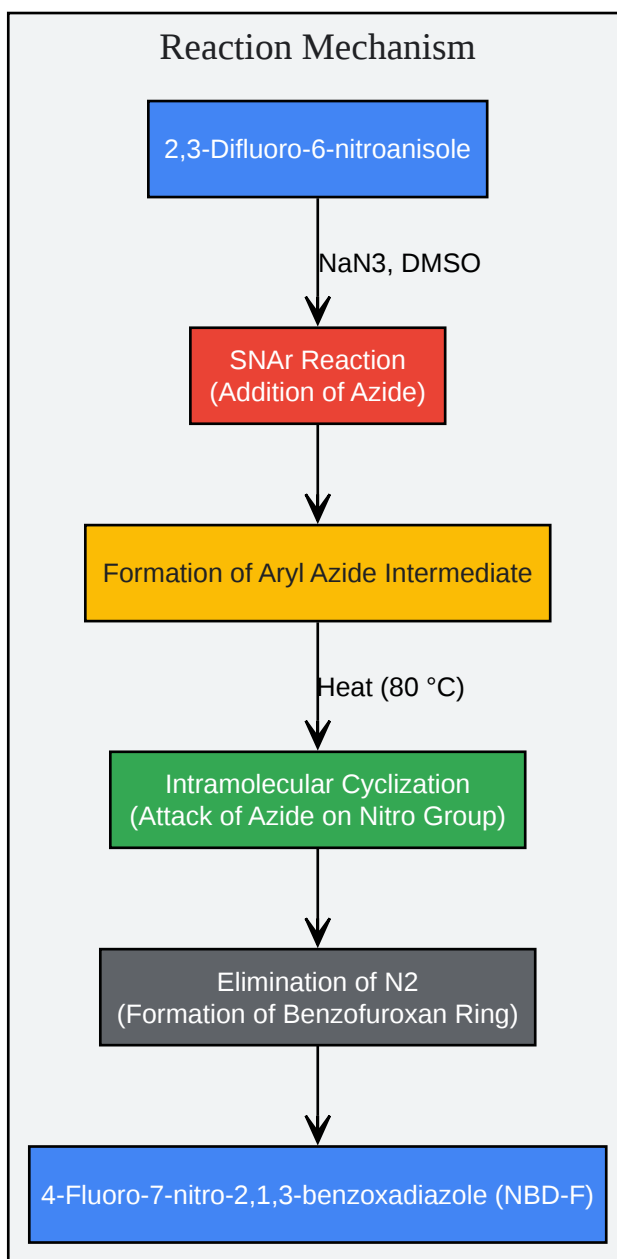 Reaction Mechanism
2,3-Difluoro-6-nitroanisole
NaN3, DMSO
SNAr Reaction
(Addition of Azide)
Formation of Aryl Azide Intermediate
Heat (80 °C)
Intramolecular Cyclization
(Attack of Azide on Nitro Group)
Elimination of N2
(Formation of Benzofuroxan Ring)
4-Fluoro-7-nitro-2,1,3-benzoxadiazole (NBD-F)